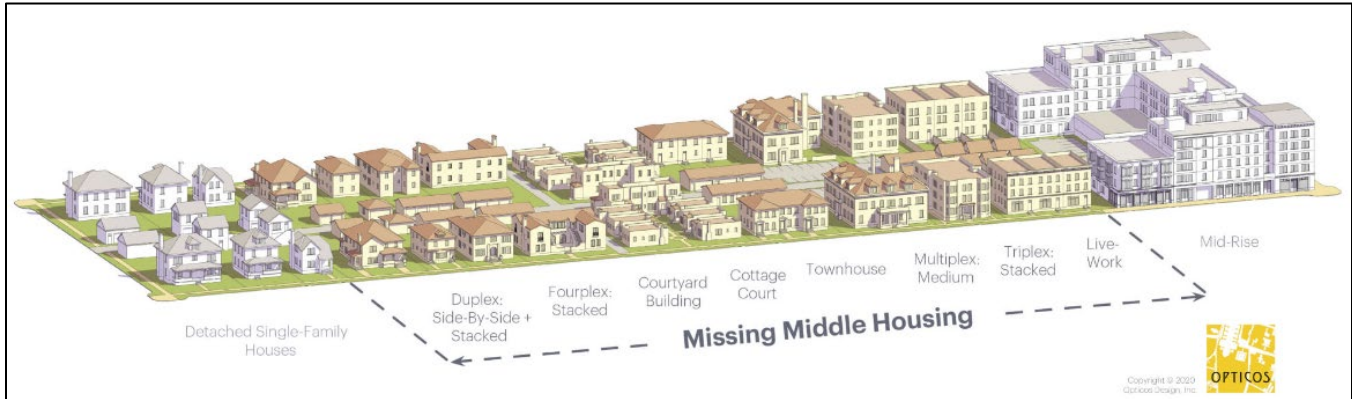 Detached Single-Family
Houses
Duplex:
Side-By-Side +
Stacked
Fourplex:
Stacked
Courtyard
Building
Cottage
Court
Townhouse
Multiplex:
Medium
Triplex:
Stacked
Live-
Work
Mid-Rise
Missing Middle Housing
Copyright © 2020
Opticos Design, Inc.
OPTICOS